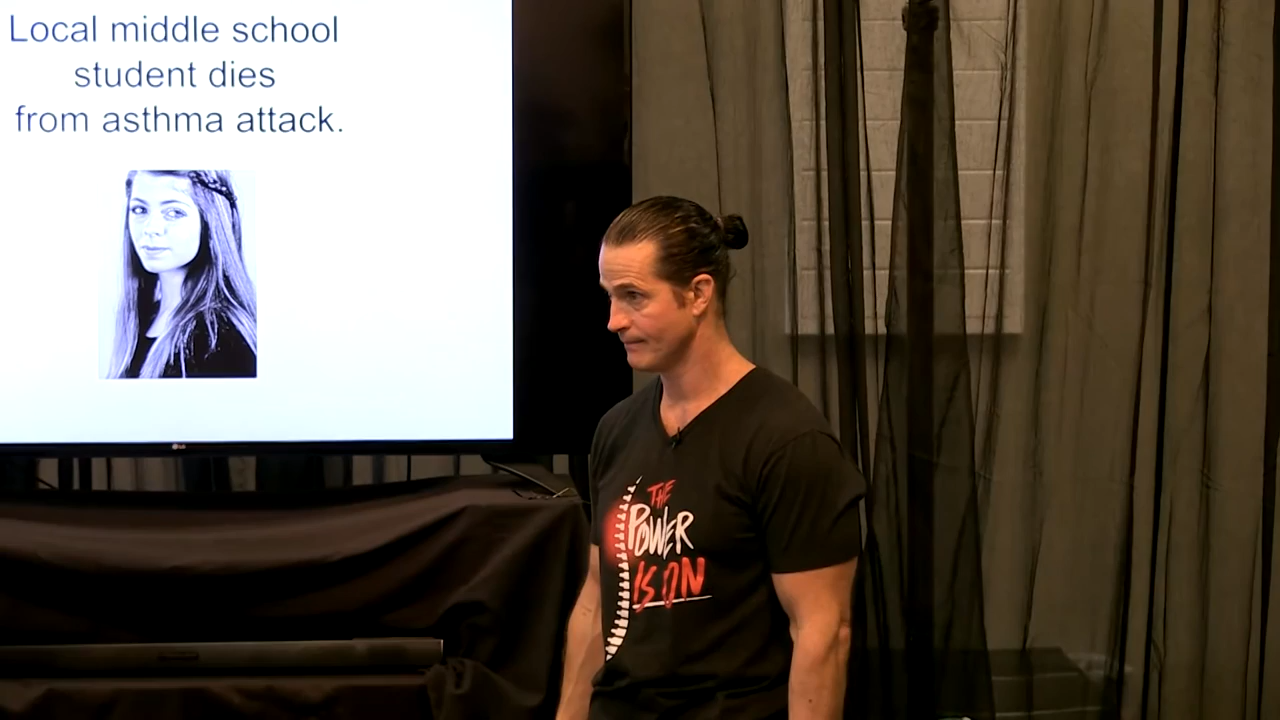 Local middle school
student dies
from asthma attack.
THE
POWER
IS ON